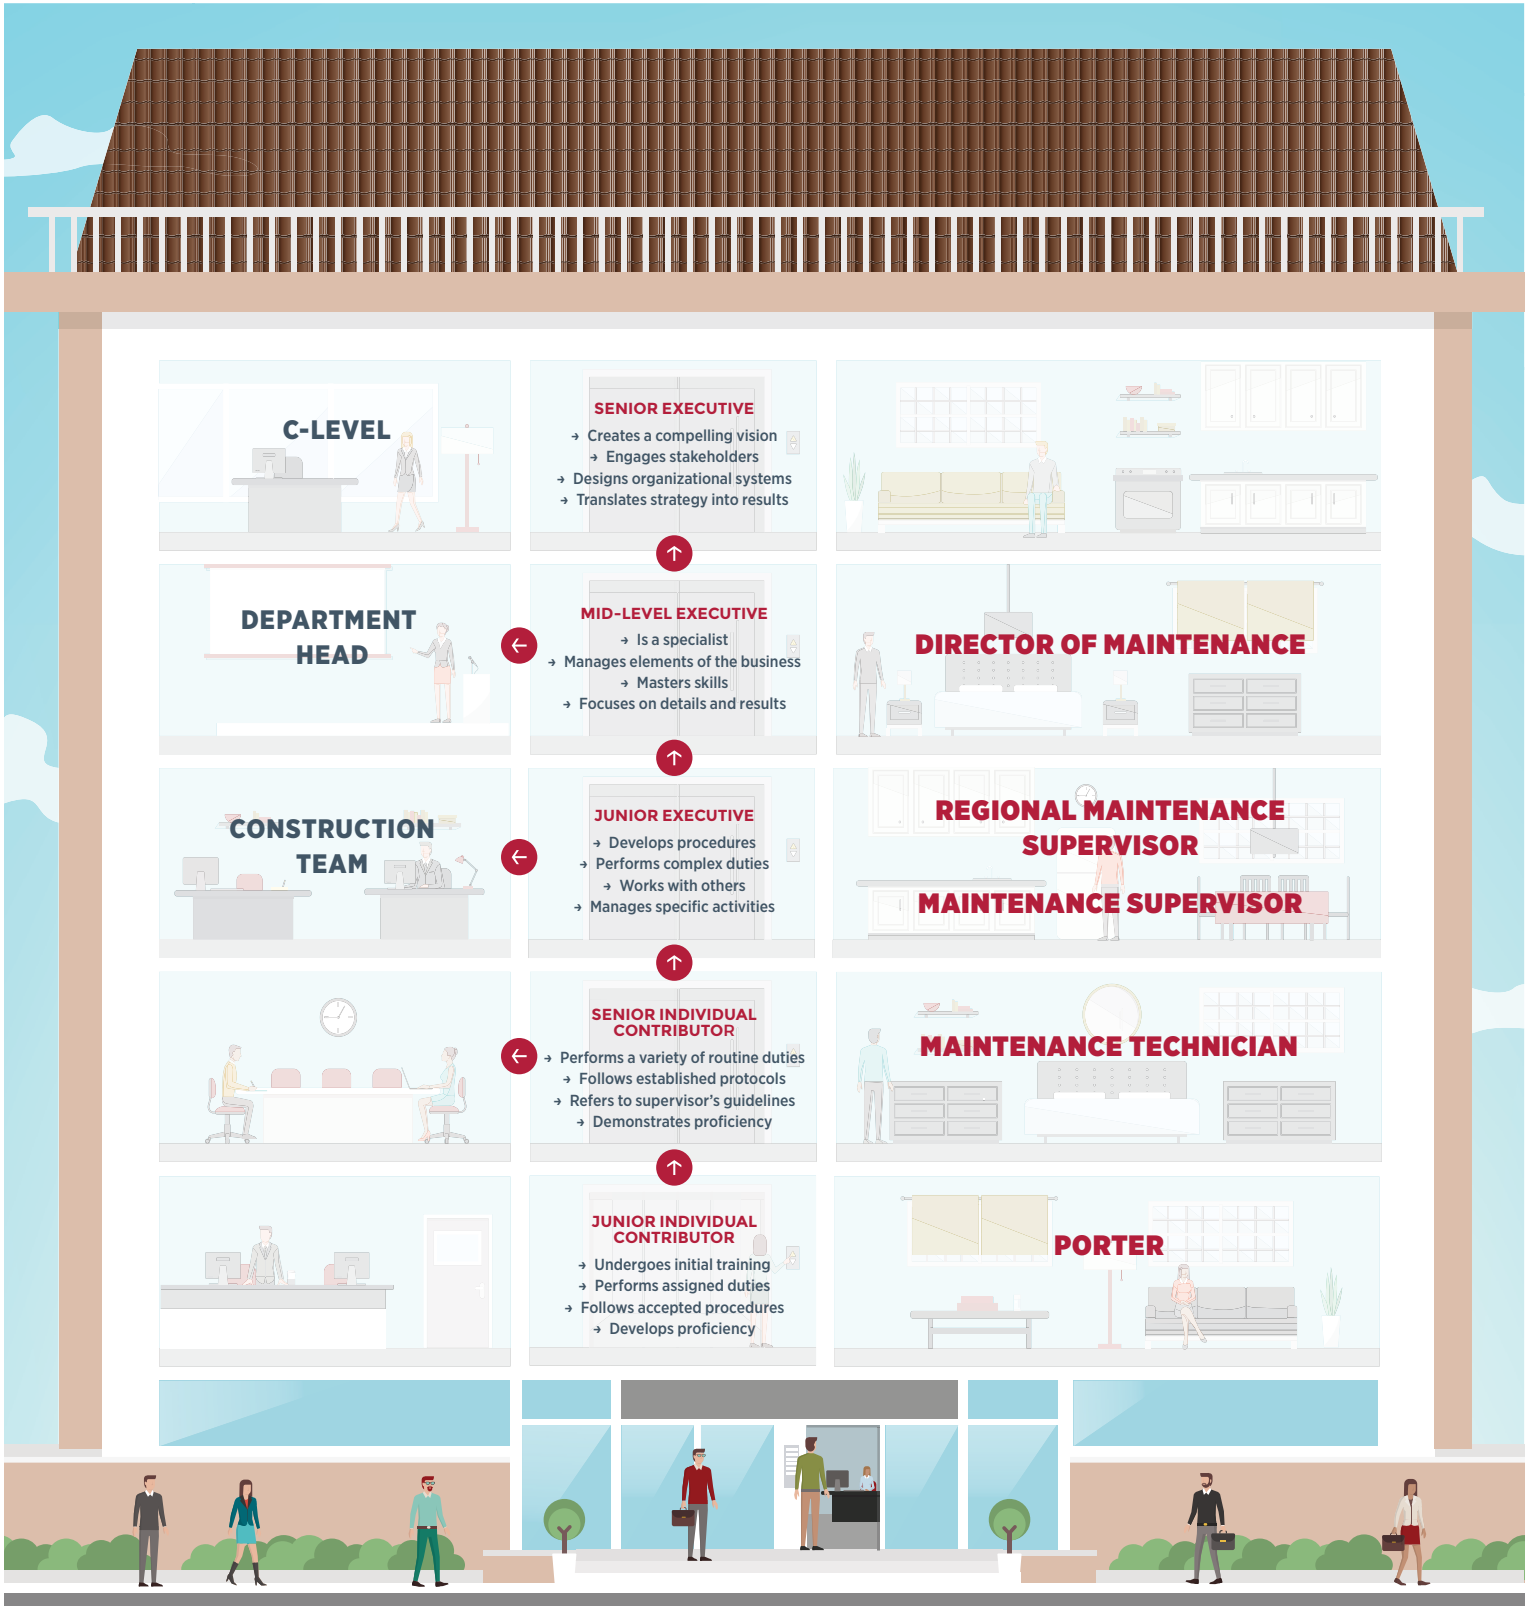 C-LEVEL
SENIOR EXECUTIVE
→ Creates a compelling vision
→ Engages stakeholders
→ Designs organizational systems
→ Translates strategy into results
DEPARTMENT
HEAD
MID-LEVEL EXECUTIVE
→ Is a specialist
→ Manages elements of the business
→ Masters skills
→ Focuses on details and results
DIRECTOR OF MAINTENANCE
CONSTRUCTION
TEAM
JUNIOR EXECUTIVE
→ Develops procedures
→ Performs complex duties
→ Works with others
→ Manages specific activities
REGIONAL MAINTENANCE
SUPERVISOR
MAINTENANCE SUPERVISOR
SENIOR INDIVIDUAL
CONTRIBUTOR
→ Performs a variety of routine duties
→ Follows established protocols
→ Refers to supervisor's guidelines
→ Demonstrates proficiency
MAINTENANCE TECHNICIAN
JUNIOR INDIVIDUAL
CONTRIBUTOR
→ Undergoes initial training
→ Performs assigned duties
→ Follows accepted procedures
→ Develops proficiency
PORTER